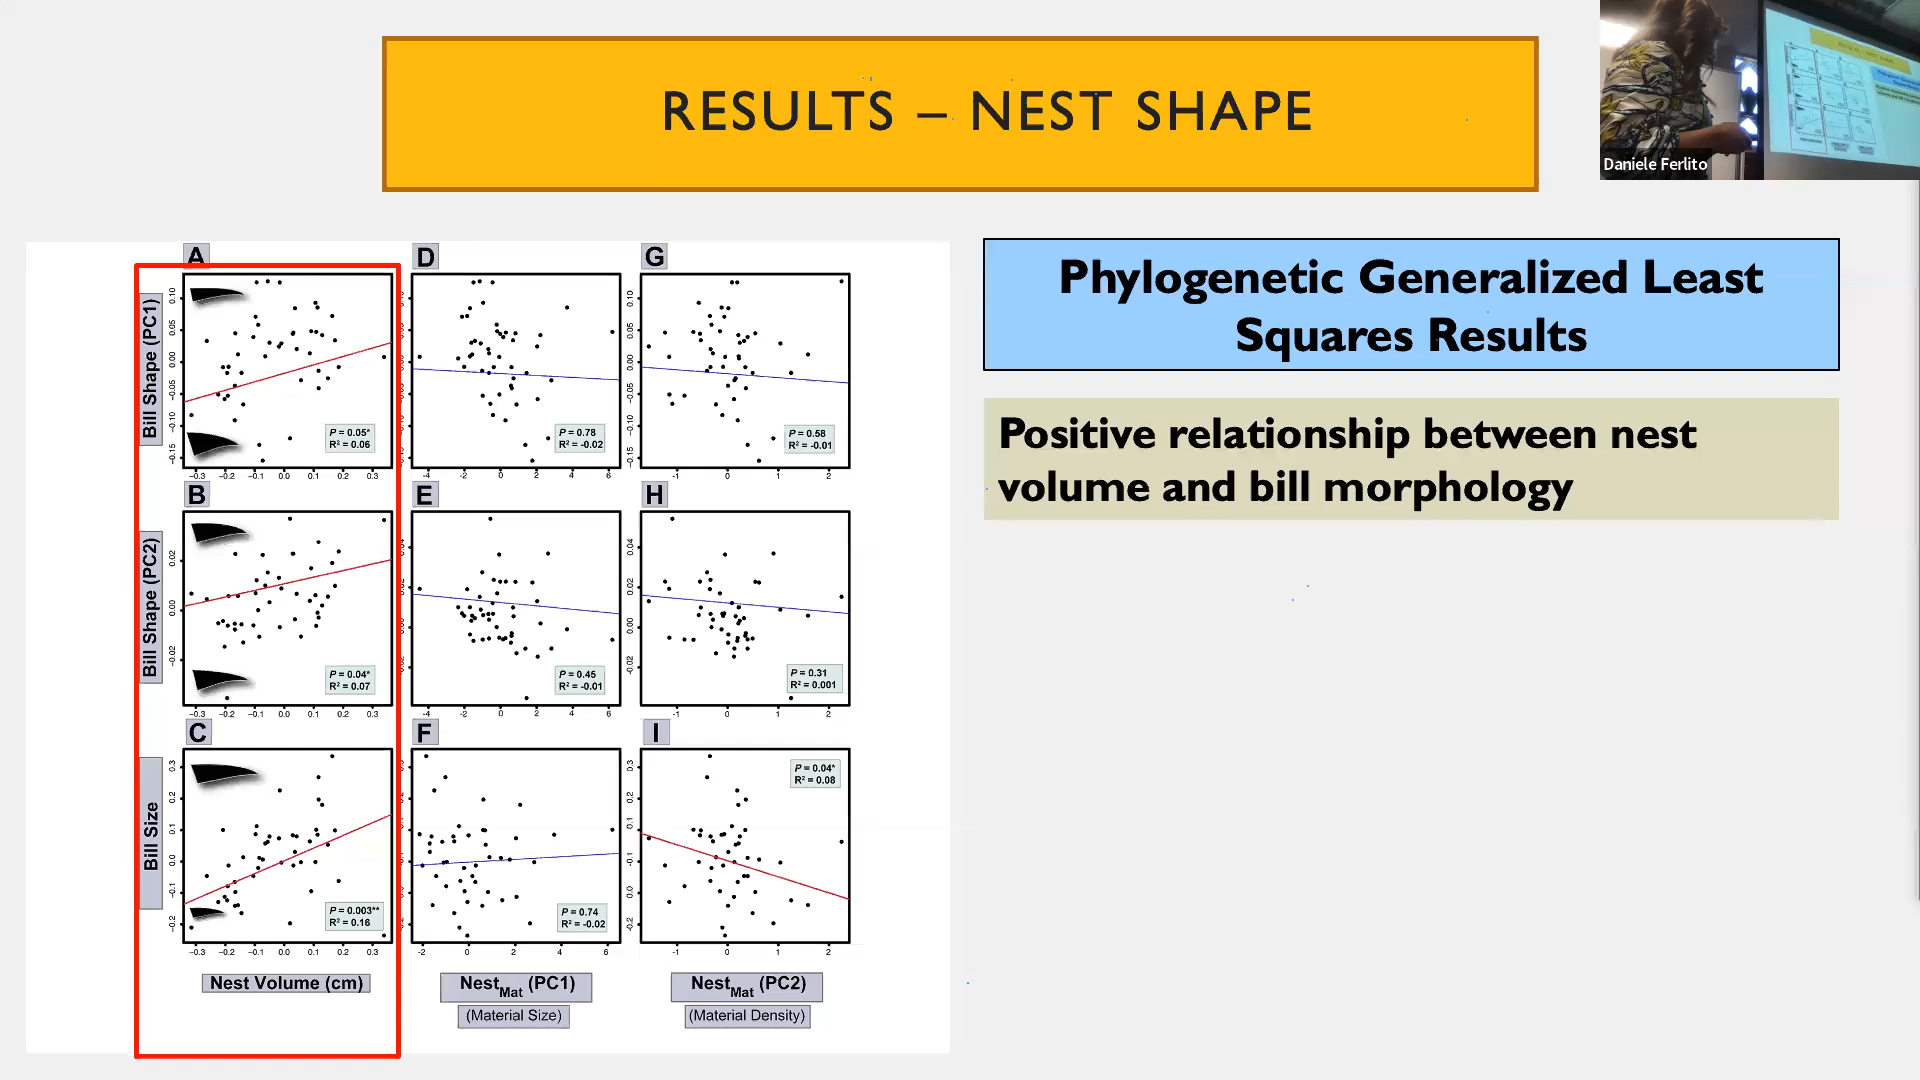 RESULTS – NEST SHAPE
Daniele Ferlito
Phylogenetic Generalized Least
Squares Results
Positive relationship between nest
volume and bill morphology
A
Bill Shape (PC1)
P = 0.05*
R² = 0.06
D
P = 0.78
R² = -0.02
G
P = 0.58
R² = -0.01
B
Bill Shape (PC2)
P = 0.04*
R² = 0.07
E
P = 0.45
R² = -0.01
H
P = 0.31
R² = 0.001
C
Bill Size
P = 0.003**
R² = 0.16
F
P = 0.74
R² = -0.02
I
P = 0.04*
R² = 0.08
Nest Volume (cm)
NestMat (PC1)
(Material Size)
NestMat (PC2)
(Material Density)